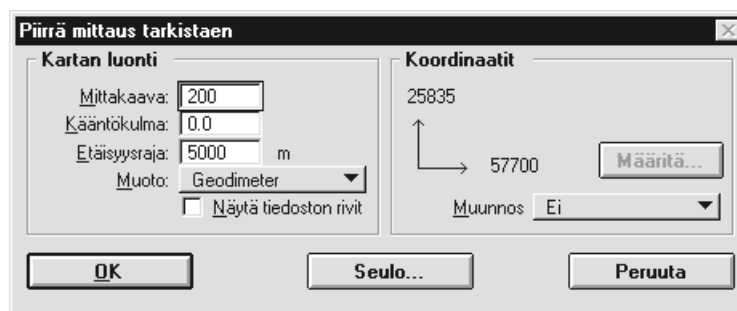 Piirrä mittaus tarkistaen
Kartan luonti
Mittakaava: 200
Kääntökulma: 0.0
Etäisyysraja: 5000 m
Muoto: Geodimeter
Näytä tiedoston rivit
Koordinaatit
25835
57700
Määritä...
Muunnos Ei
OK
Seulo...
Peruuta